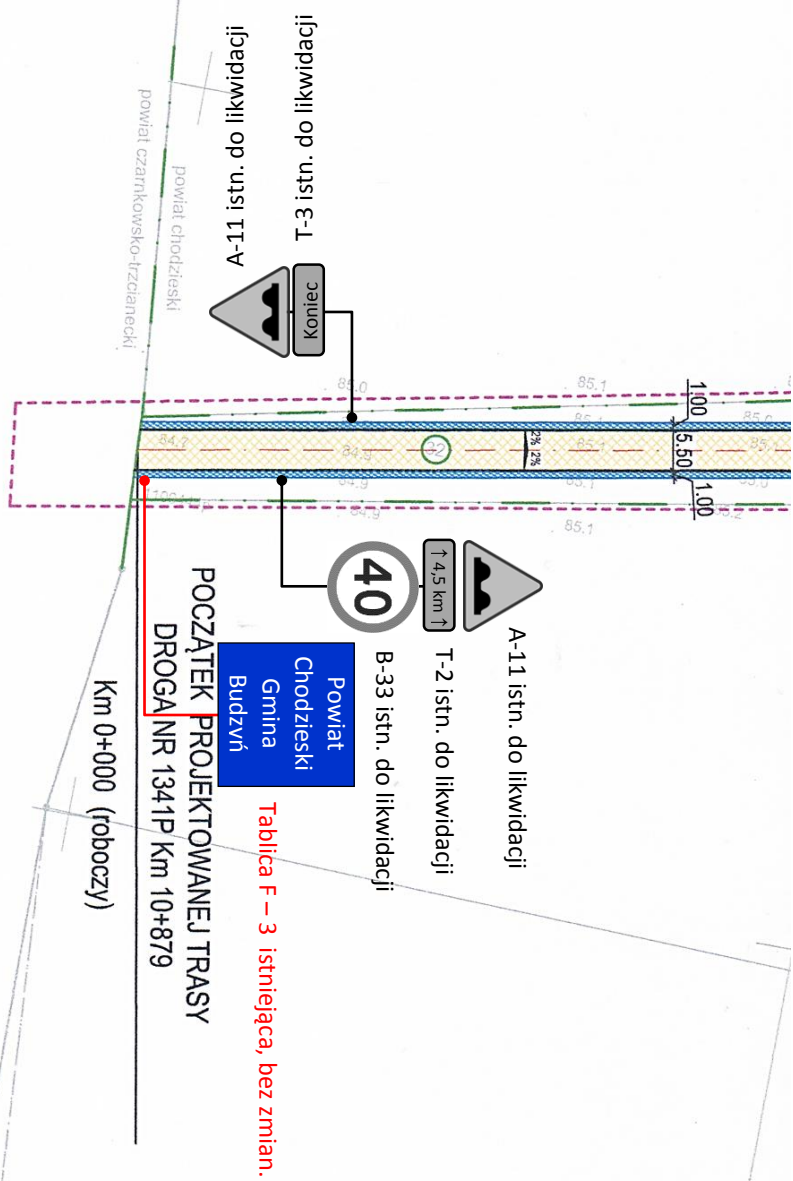 A-11 istn. do likwidacji
T-3 istn. do likwidacji
Koniec
powiat chodzieski
powiat czarnkowsko-trzcianecki
85.0
85.1
1.00
5.50
1.00
2% 2%
84.7
84.9
32
85.1
84.9
84.9
85.1
85.2
40
↑ 4,5 km ↑
A-11 istn. do likwidacji
T-2 istn. do likwidacji
B-33 istn. do likwidacji
Powiat
Chodzieski
Gmina
Budzyń
Tablica F – 3 istniejąca, bez zmian.
POCZĄTEK PROJEKTOWANEJ TRASY
DROGA NR 1341P Km 10+879
Km 0+000 (roboczy)